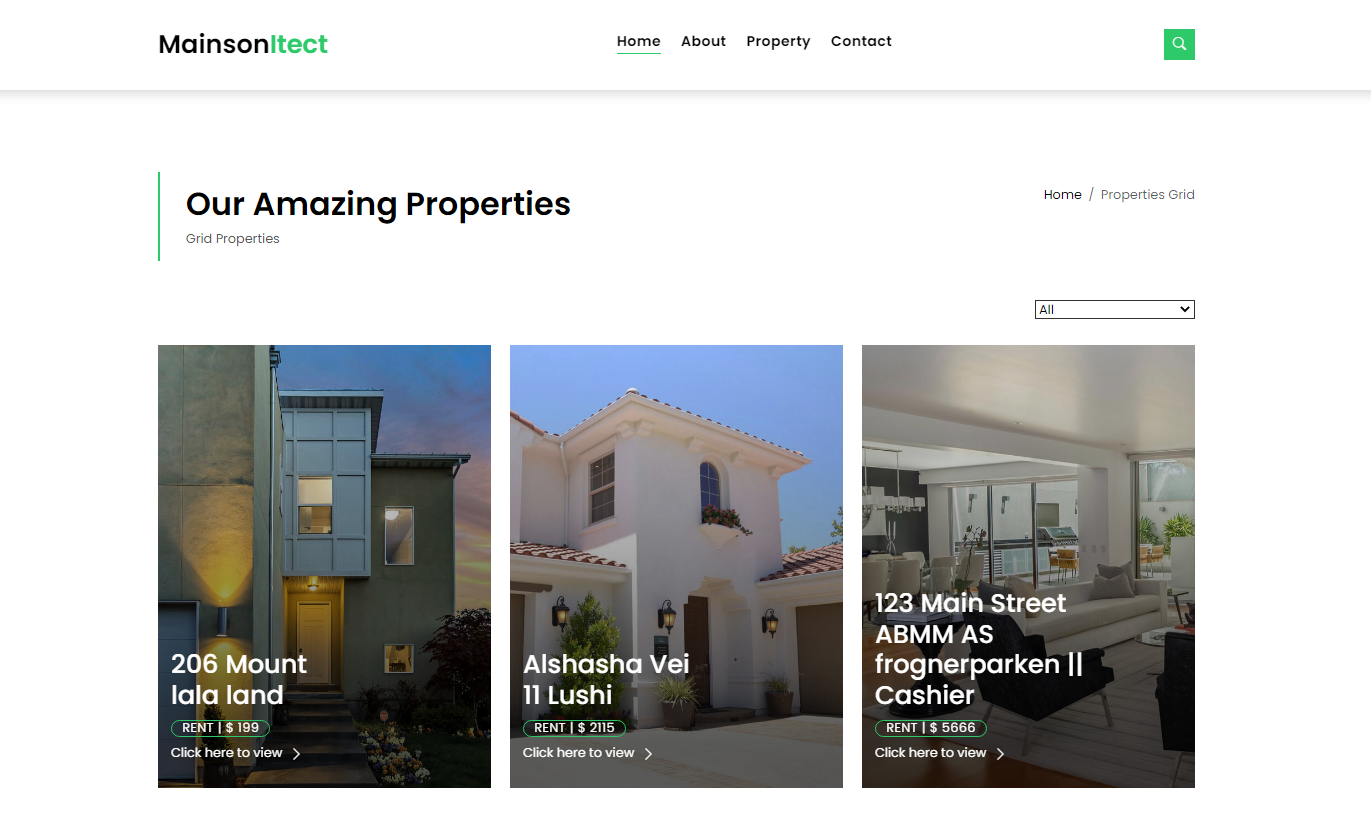 MainsonItect
Home About Property Contact
Our Amazing Properties
Grid Properties
Home / Properties Grid
All
206 Mount
lala land
RENT | $ 199
Click here to view
Alshasha Vei
11 Lushi
RENT | $ 2115
Click here to view
123 Main Street
ABMM AS
frognerparken ||
Cashier
RENT | $ 5666
Click here to view